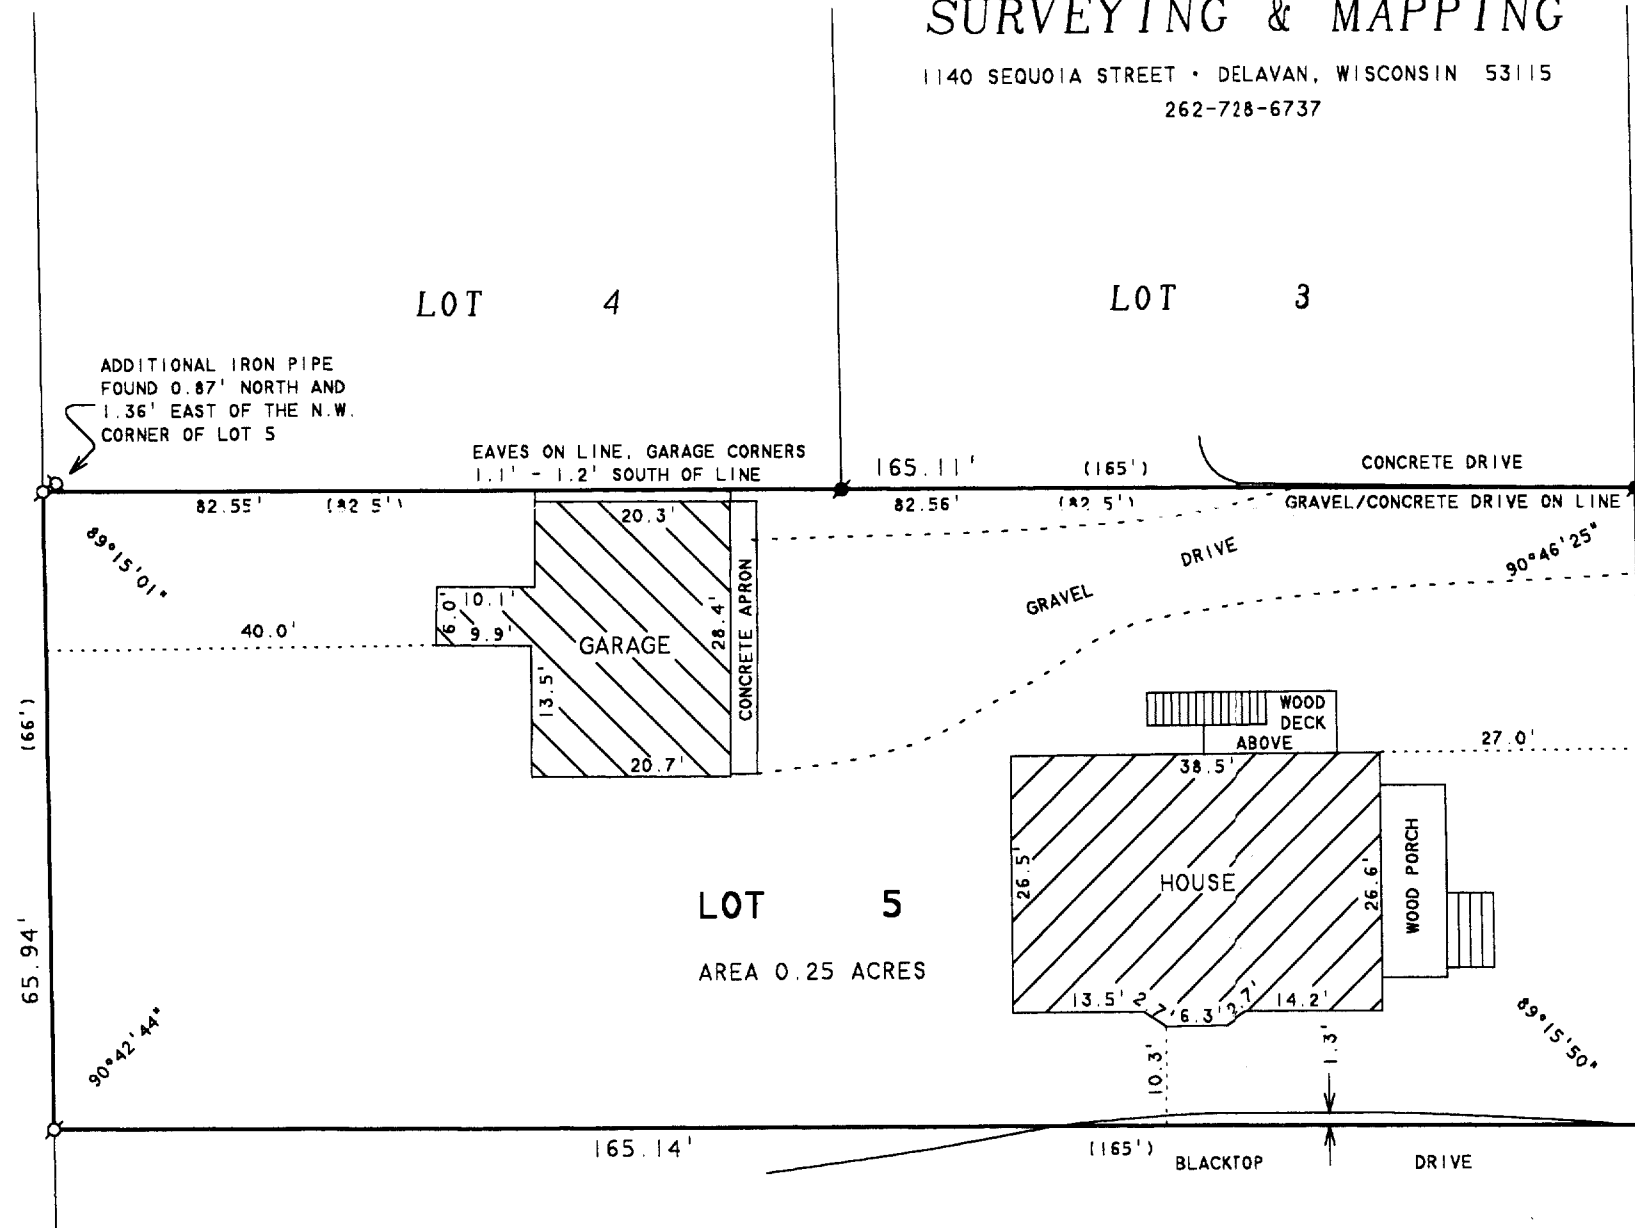 SURVEYING & MAPPING
1140 SEQUOIA STREET • DELAVAN, WISCONSIN 53115
262-728-6737
LOT 4
LOT 3
ADDITIONAL IRON PIPE
FOUND 0.87' NORTH AND
1.36' EAST OF THE N.W.
CORNER OF LOT 5
EAVES ON LINE, GARAGE CORNERS
1.1' - 1.2' SOUTH OF LINE
165.11'
(165')
CONCRETE DRIVE
82.55'
(82.5')
82.56'
(82.5')
GRAVEL/CONCRETE DRIVE ON LINE
89°15'01"
20.3'
90°46'25"
GRAVEL DRIVE
6.0'
10.1'
9.9'
40.0'
GARAGE
28.4'
CONCRETE APRON
13.5'
20.7'
(66')
65.94'
WOOD
DECK
ABOVE
27.0'
38.5'
26.5'
HOUSE
26.6'
WOOD PORCH
LOT 5
AREA 0.25 ACRES
13.5'
2.7'
6.3'
2.7'
14.2'
10.3'
1.3'
90°42'44"
89°15'50"
165.14'
(165')
BLACKTOP DRIVE